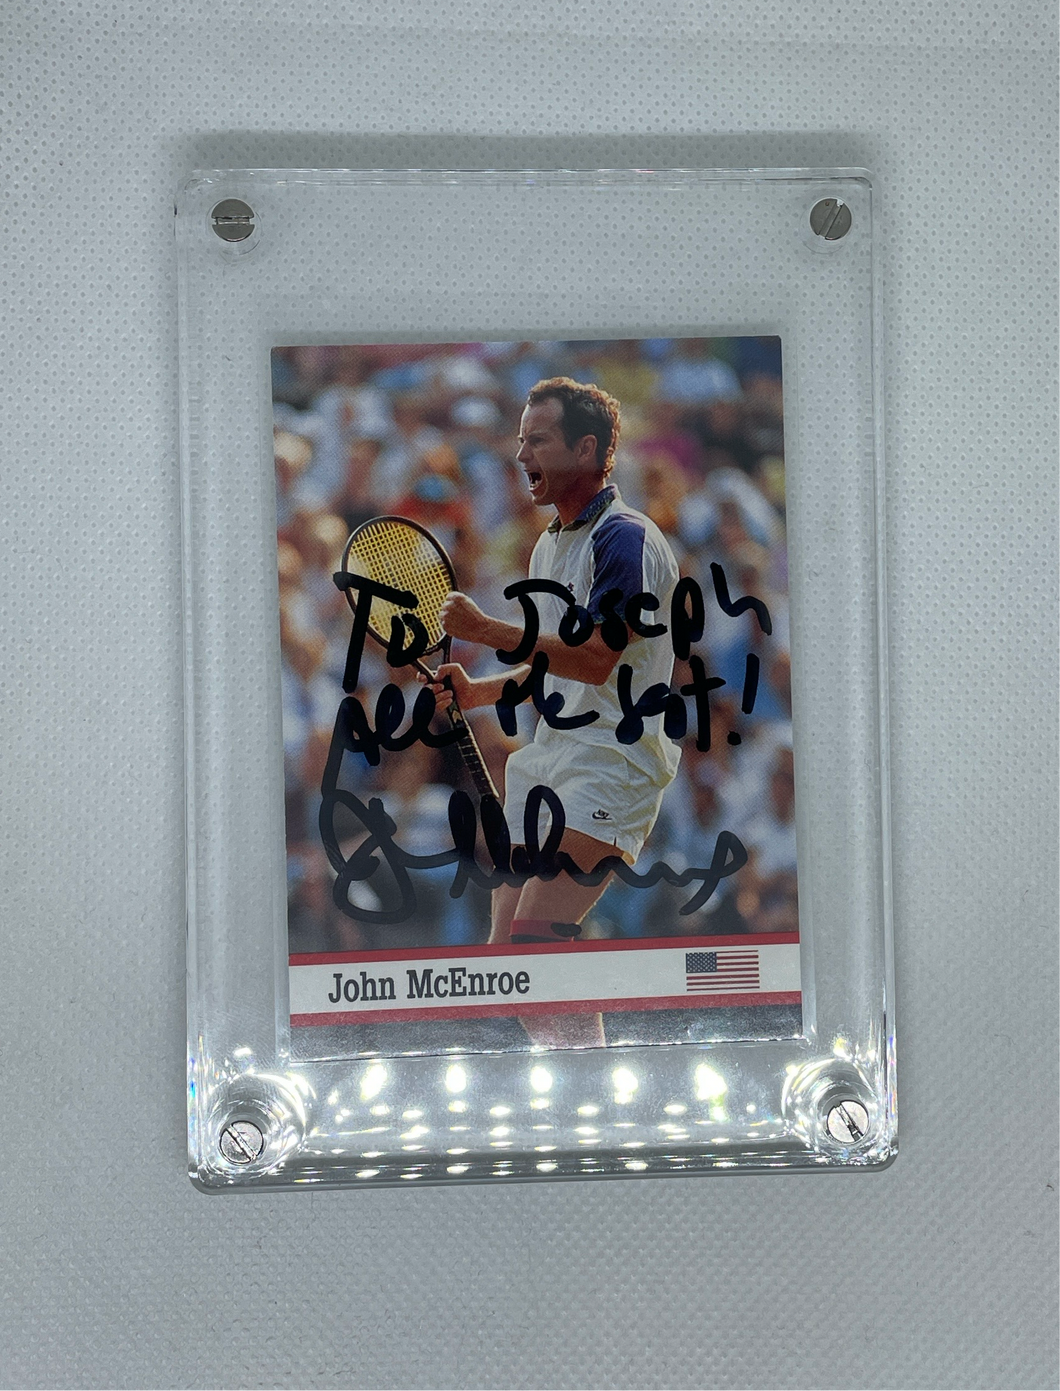 To Joseph
All the best!
John McEnroe